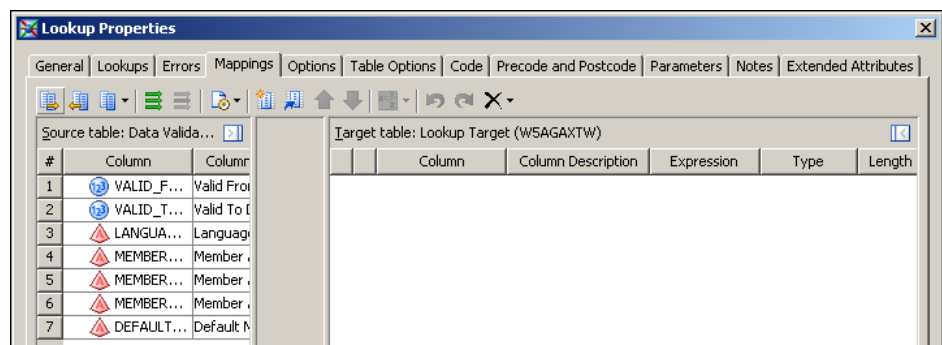 Lookup Properties
General Lookups Errors Mappings Options Table Options Code Precode and Postcode Parameters Notes Extended Attributes
Source table: Data Valida... Target table: Lookup Target (W5AGAXTW)
# Column Column Column Description Expression Type Length
1 VALID_F... Valid From
2 VALID_T... Valid To D
3 LANGUA... Language
4 MEMBER... Member
5 MEMBER... Member
6 MEMBER... Member
7 DEFAULT... Default M